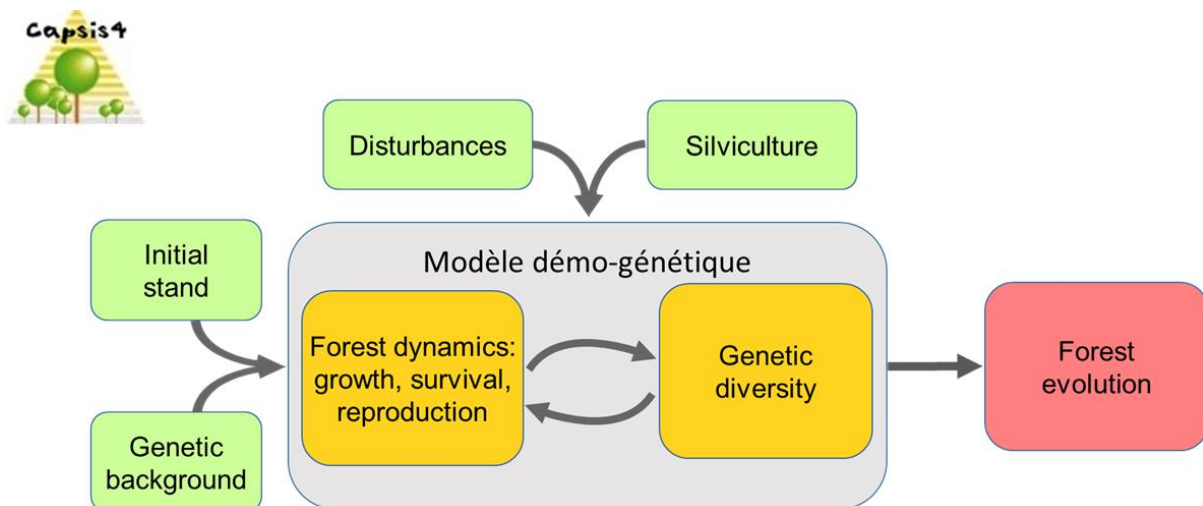 Capsis4
Disturbances
Silviculture
Initial
stand
Modèle démo-génétique
Forest dynamics:
growth, survival,
reproduction
Genetic
diversity
Forest
evolution
Genetic
background